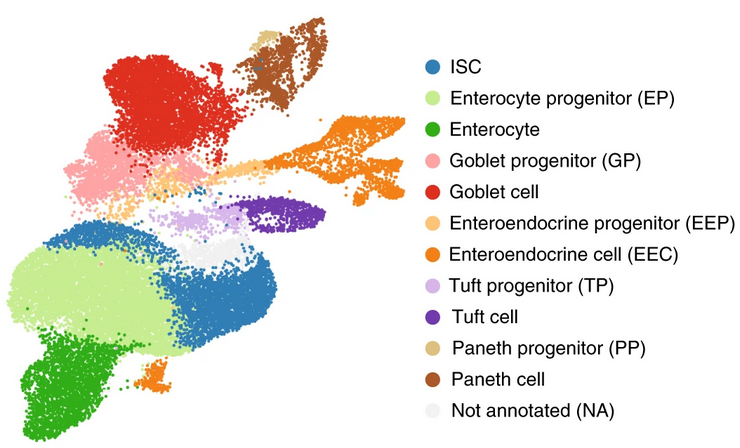 ISC
Enterocyte progenitor (EP)
Enterocyte
Goblet progenitor (GP)
Goblet cell
Enteroendocrine progenitor (EEP)
Enteroendocrine cell (EEC)
Tuft progenitor (TP)
Tuft cell
Paneth progenitor (PP)
Paneth cell
Not annotated (NA)